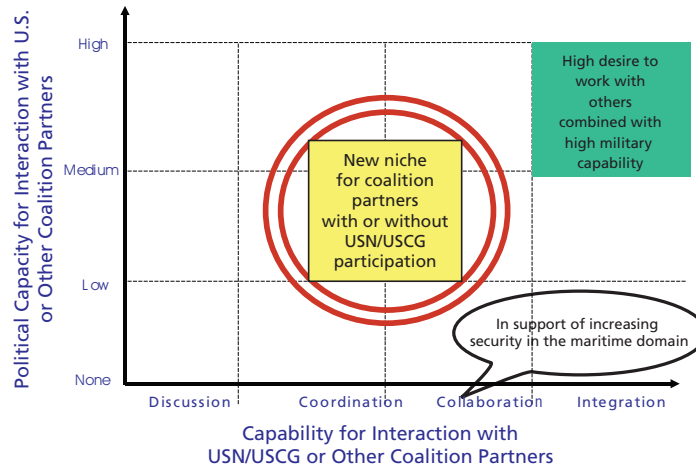 Political Capacity for Interaction with U.S.
or Other Coalition Partners
High
Medium
Low
None
High desire to
work with
others
combined with
high military
capability
New niche
for coalition
partners
with or without
USN/USCG
participation
In support of increasing
security in the maritime domain
Discussion
Coordination
Collaboration
Integration
Capability for Interaction with
USN/USCG or Other Coalition Partners